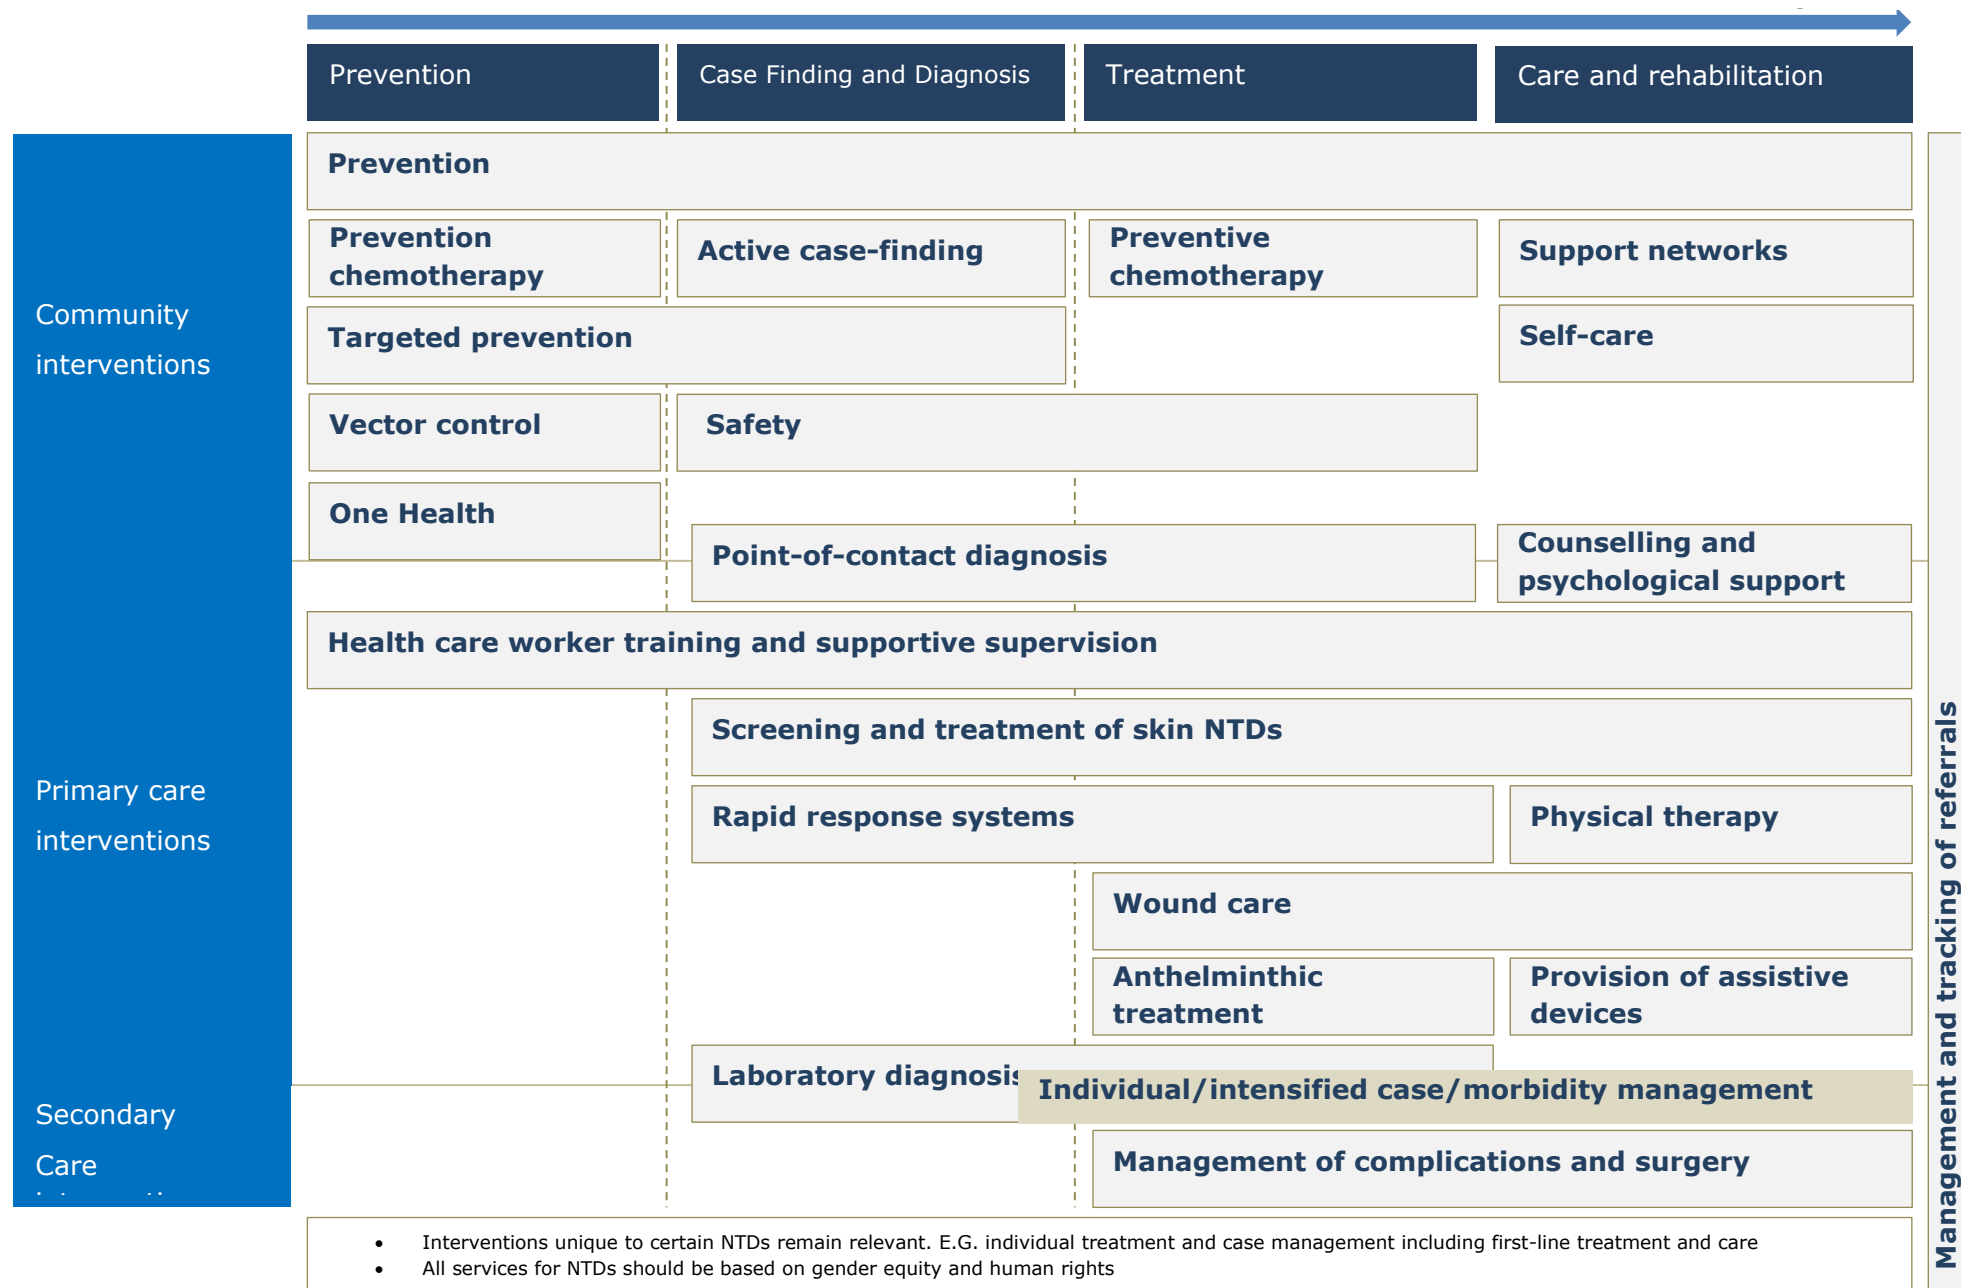 Prevention
Case Finding and Diagnosis
Treatment
Care and rehabilitation
Community
interventions
Prevention
Prevention
chemotherapy
Active case-finding
Preventive
chemotherapy
Support networks
Targeted prevention
Self-care
Vector control
Safety
One Health
Point-of-contact diagnosis
Counselling and
psychological support
Primary care
interventions
Health care worker training and supportive supervision
Screening and treatment of skin NTDs
Rapid response systems
Physical therapy
Wound care
Anthelminthic
treatment
Provision of assistive
devices
Laboratory diagnosis
Individual/intensified case/morbidity management
Secondary
Care
Management of complications and surgery
Management and tracking of referrals
• Interventions unique to certain NTDs remain relevant. E.G. individual treatment and case management including first-line treatment and care
• All services for NTDs should be based on gender equity and human rights